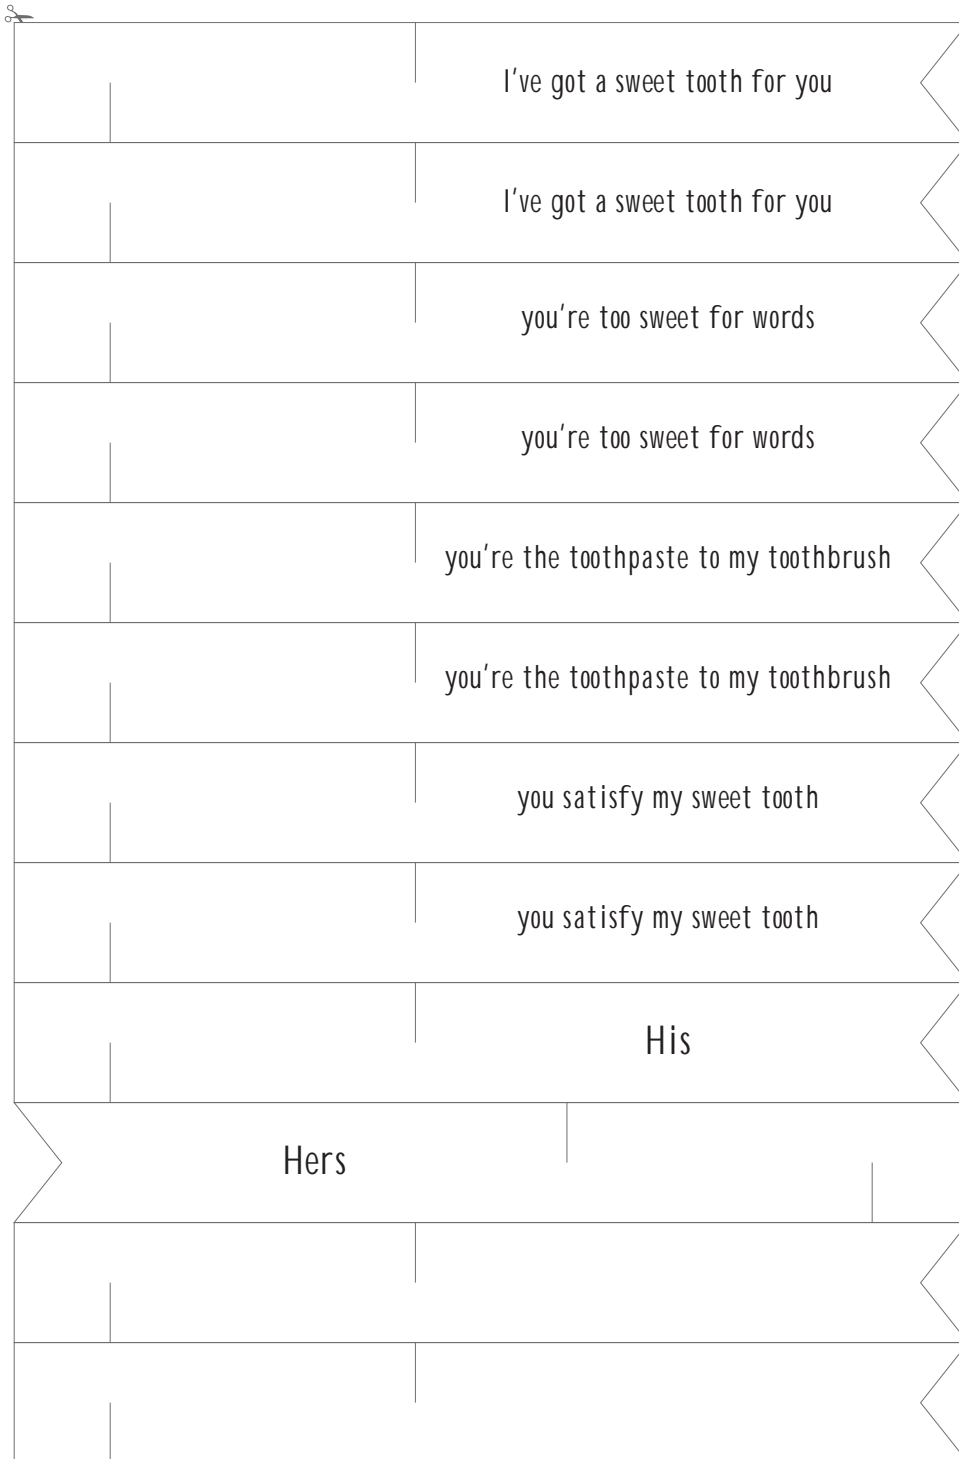 I've got a sweet tooth for you
I've got a sweet tooth for you
you're too sweet for words
you're too sweet for words
you're the toothpaste to my toothbrush
you're the toothpaste to my toothbrush
you satisfy my sweet tooth
you satisfy my sweet tooth
His
Hers